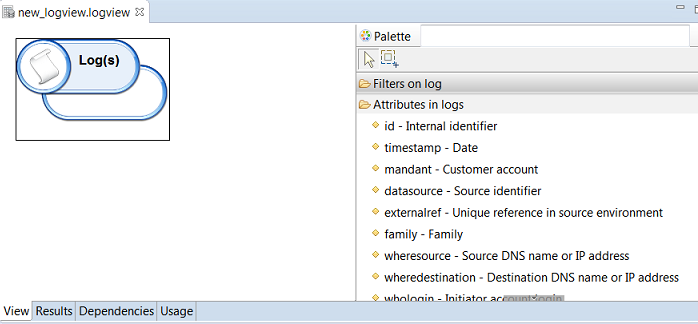 new_logview.logview
Log(s)
Palette
Filters on log
Attributes in logs
id - Internal identifier
timestamp - Date
mandant - Customer account
datasource - Source identifier
externalref - Unique reference in source environment
family - Family
wheresource - Source DNS name or IP address
wheredestination - Destination DNS name or IP address
whologin - Initiator account login
View Results Dependencies Usage